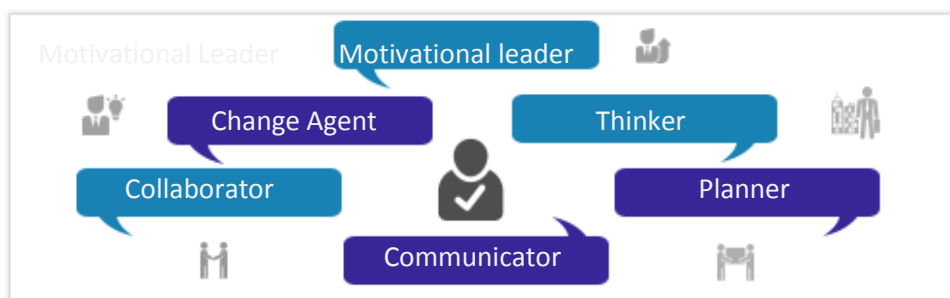 Motivational Leader
Motivational leader
Change Agent
Thinker
Collaborator
Planner
Communicator